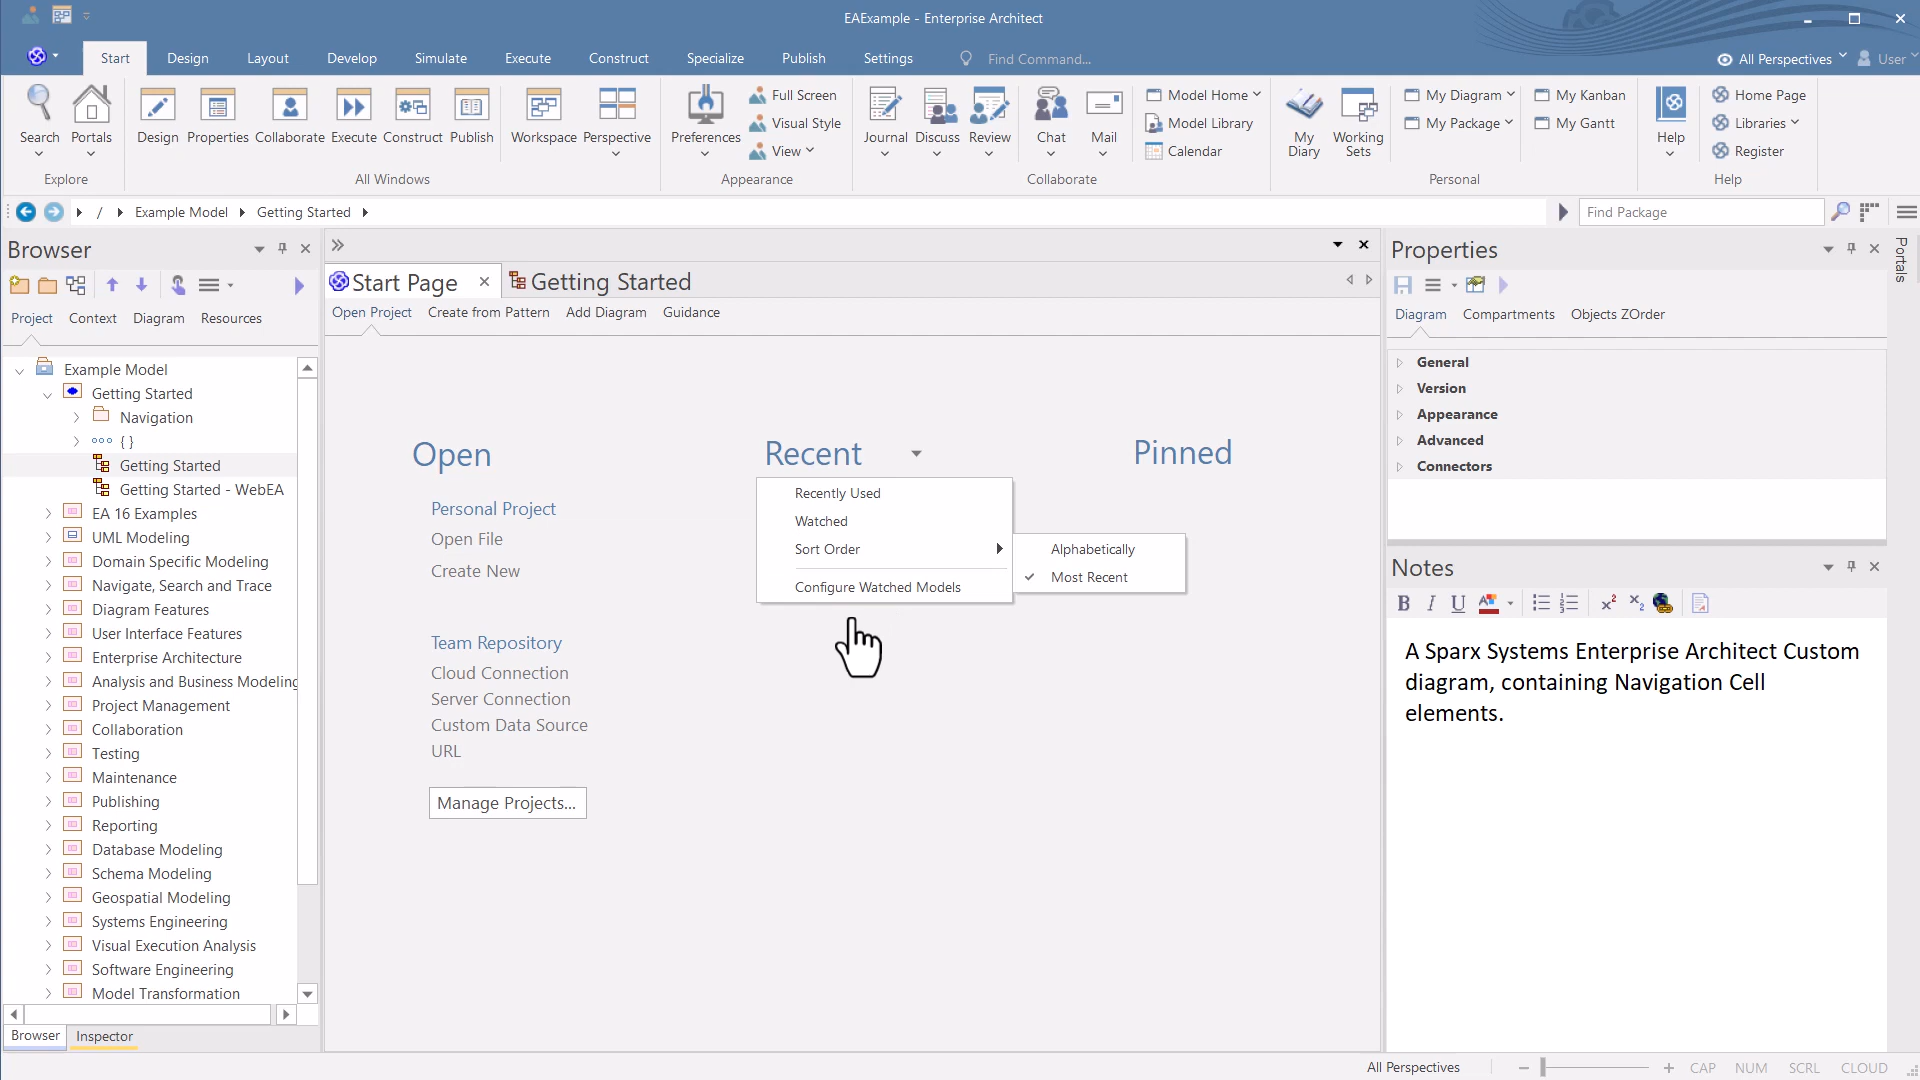 EAExample - Enterprise Architect
Start
Design
Layout
Develop
Simulate
Execute
Construct
Specialize
Publish
Settings
Find Command...
All Perspectives
User
Search
Portals
Explore
Design
Properties
Collaborate
Execute
Construct
Publish
All Windows
Workspace
Perspective
Preferences
Full Screen
Visual Style
View
Appearance
Journal
Discuss
Review
Chat
Mail
Model Home
Model Library
Calendar
Collaborate
My Diary
Working Sets
My Diagram
My Package
My Kanban
My Gantt
Personal
Help
Home Page
Libraries
Register
Help
/
Example Model
Getting Started
Find Package
Browser
Project
Context
Diagram
Resources
Example Model
Getting Started
Navigation
{ }
Getting Started
Getting Started - WebEA
EA 16 Examples
UML Modeling
Domain Specific Modeling
Navigate, Search and Trace
Diagram Features
User Interface Features
Enterprise Architecture
Analysis and Business Modeling
Project Management
Collaboration
Testing
Maintenance
Publishing
Reporting
Database Modeling
Schema Modeling
Geospatial Modeling
Systems Engineering
Visual Execution Analysis
Software Engineering
Model Transformation
Browser
Inspector
Start Page
Getting Started
Open Project
Create from Pattern
Add Diagram
Guidance
Open
Personal Project
Open File
Create New
Team Repository
Cloud Connection
Server Connection
Custom Data Source
URL
Manage Projects...
Recent
Recently Used
Watched
Sort Order
Configure Watched Models
Alphabetically
Most Recent
Pinned
Properties
Diagram
Compartments
Objects ZOrder
General
Version
Appearance
Advanced
Connectors
Portals
Notes
B I U
A Sparx Systems Enterprise Architect Custom
diagram, containing Navigation Cell
elements.
All Perspectives
CAP
NUM
SCRL
CLOUD